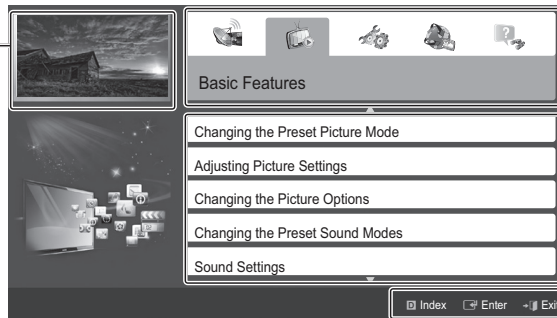 Basic Features
Changing the Preset Picture Mode
Adjusting Picture Settings
Changing the Picture Options
Changing the Preset Sound Modes
Sound Settings
D Index Enter Exit